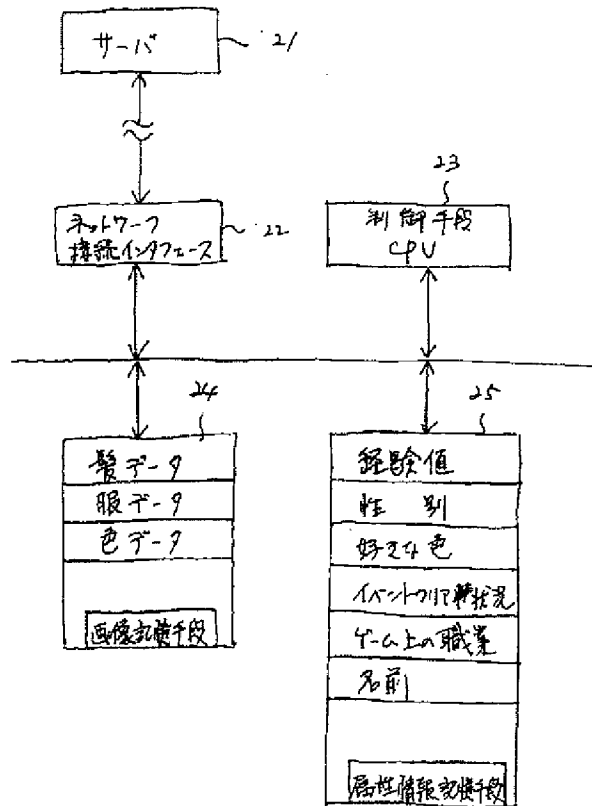 サーバ
21
ネットワーク
接続インタフェース
22
23
制御手段
CPU
24
髪データ
服データ
色データ
画像記憶手段
25
経験値
性別
好きな色
イベントクリア状況
ゲーム上の職業
名前
属性情報記憶手段